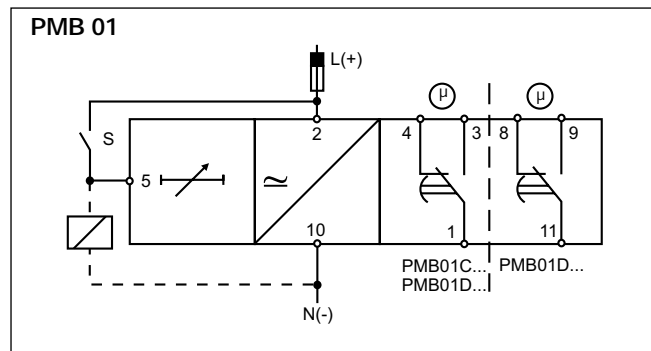 PMB 01
L(+)
µ
µ
S
2
4
3
8
9
5
≃
10
1
11
PMB01C...
PMB01D...
PMB01D...
N(-)